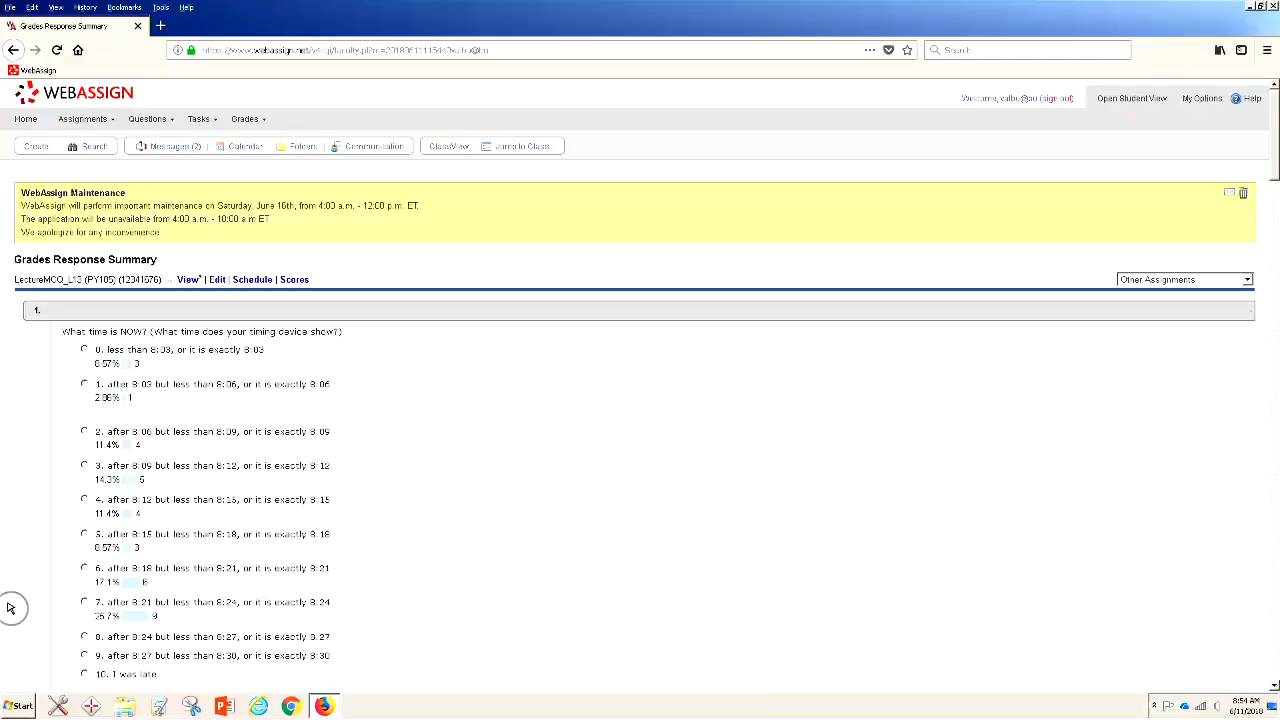 File Edit View History Bookmarks Tools Help
Grades Response Summary
Search
WebAssign
WEBASSIGN
Welcome, valbu@bu (sign out) Open Student View My Options Help
Home Assignments Questions Tasks Grades
Create Search Messages (2) Calendar Folders Communication ClassView Jump to Class...
WebAssign Maintenance
WebAssign will perform important maintenance on Saturday, June 16th, from 4:00 a.m. - 12:00 p.m. ET.
The application will be unavailable from 4:00 a.m. - 10:00 a.m ET
We apologize for any inconvenience.
Grades Response Summary
LectureMCQ_L13 (PY105) (12341676) - View* | Edit | Schedule | Scores Other Assignments
1.
What time is NOW? (What time does your timing device show?)
0. less than 8:03, or it is exactly 8:03
8.57% 3
1. after 8:03 but less than 8:06, or it is exactly 8:06
2.86% 1
2. after 8:06 but less than 8:09, or it is exactly 8:09
11.4% 4
3. after 8:09 but less than 8:12, or it is exactly 8:12
14.3% 5
4. after 8:12 but less than 8:15, or it is exactly 8:15
11.4% 4
5. after 8:15 but less than 8:18, or it is exactly 8:18
8.57% 3
6. after 8:18 but less than 8:21, or it is exactly 8:21
17.1% 6
7. after 8:21 but less than 8:24, or it is exactly 8:24
25.7% 9
8. after 8:24 but less than 8:27, or it is exactly 8:27
9. after 8:27 but less than 8:30, or it is exactly 8:30
10. I was late
Start
8:54 AM
6/11/2018